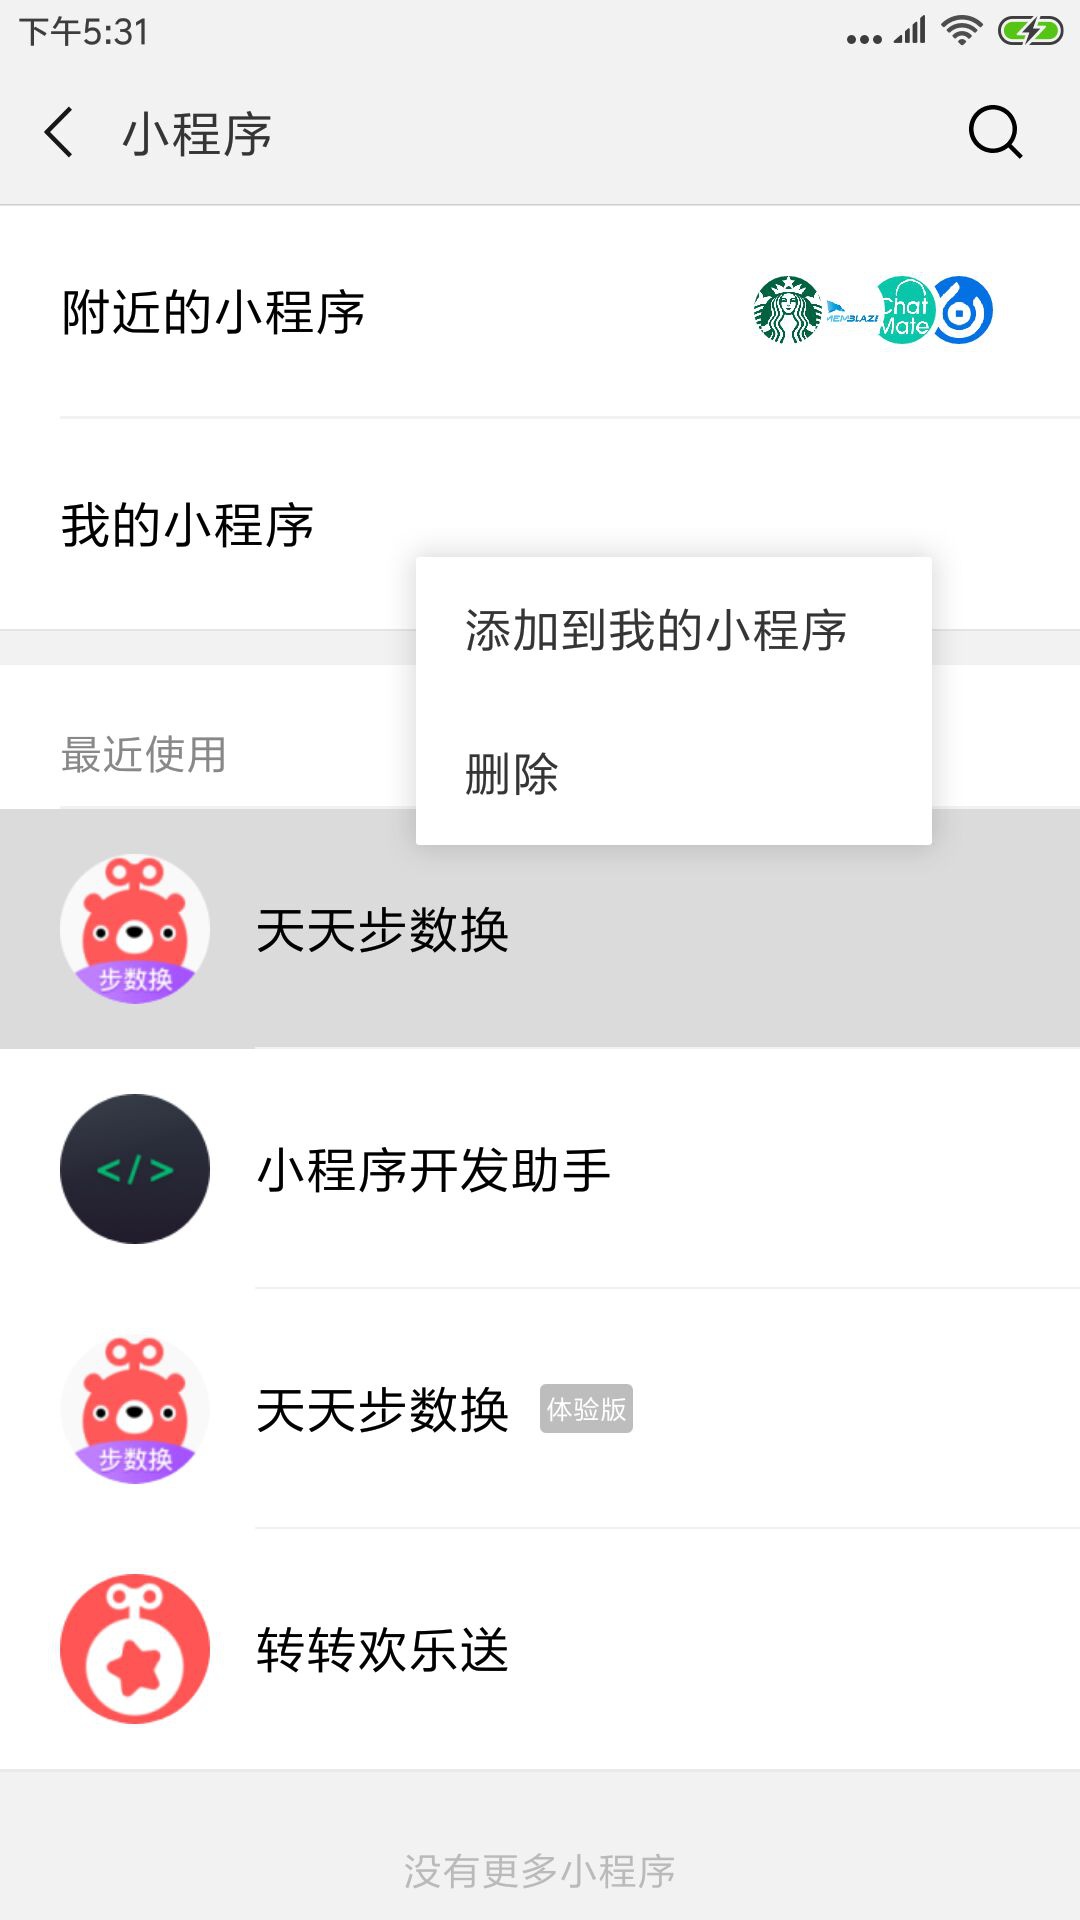 下午5:31
小程序
附近的小程序
MEMBLAZE
Chat
Mate
我的小程序
添加到我的小程序
删除
最近使用
天天步数换
步数换
</>
小程序开发助手
天天步数换 体验版
步数换
转转欢乐送
没有更多小程序